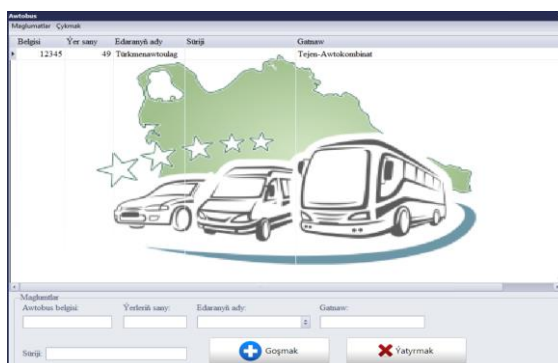 Awtobus
Maglumatlar Çykmak
Belgisi Ýer sany Edaranyň ady Sürüji Gatnaw
12345 49 Türkmenawtoulag Tejen-Awtokombinat
Maglumtlar
Awtobus belgisi: Ýerleriň sany: Edaranyň ady: Gatnaw:
Sürüji: Goşmak Ýatyrmak